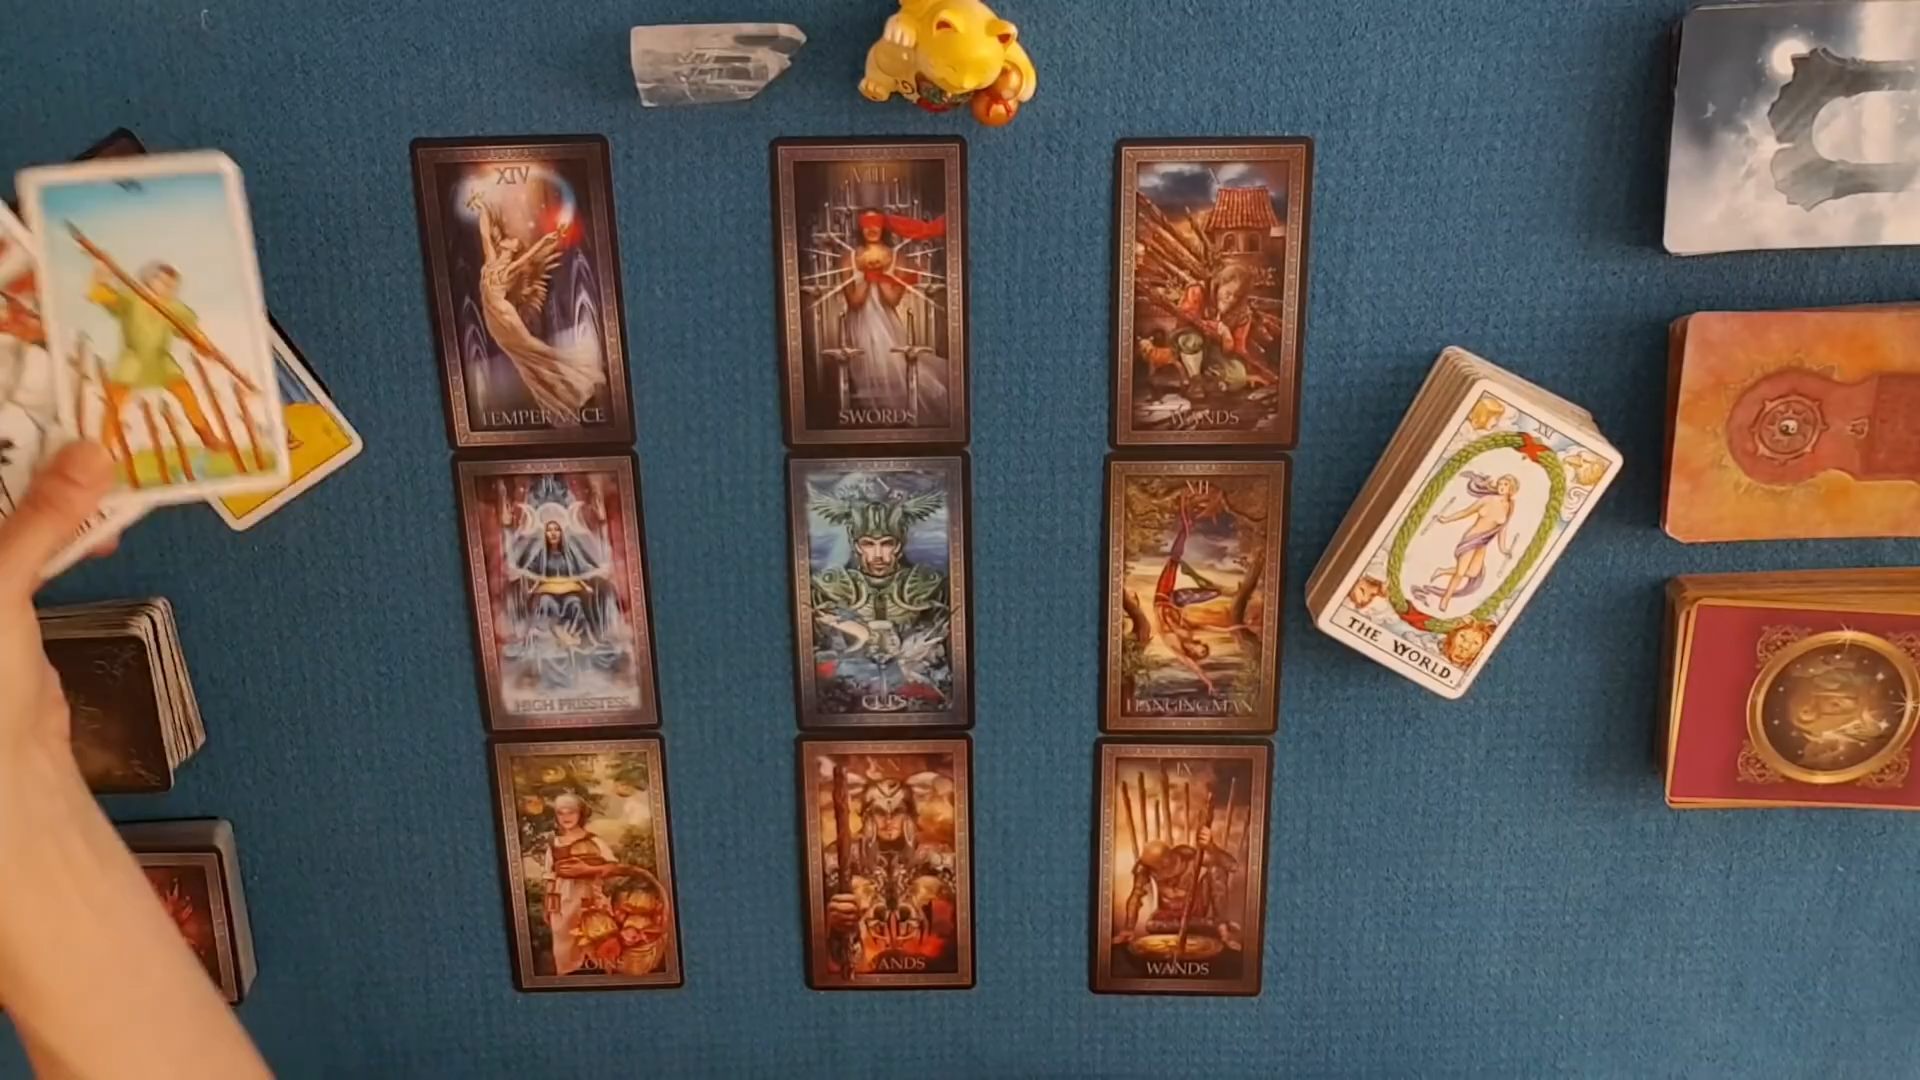 XIV
TEMPERANCE
VIII
SWORDS
X
WANDS
HIGH PRIESTESS
CUPS
XII
HANGING MAN
XXI
THE WORLD.
COINS
WANDS
IX
WANDS